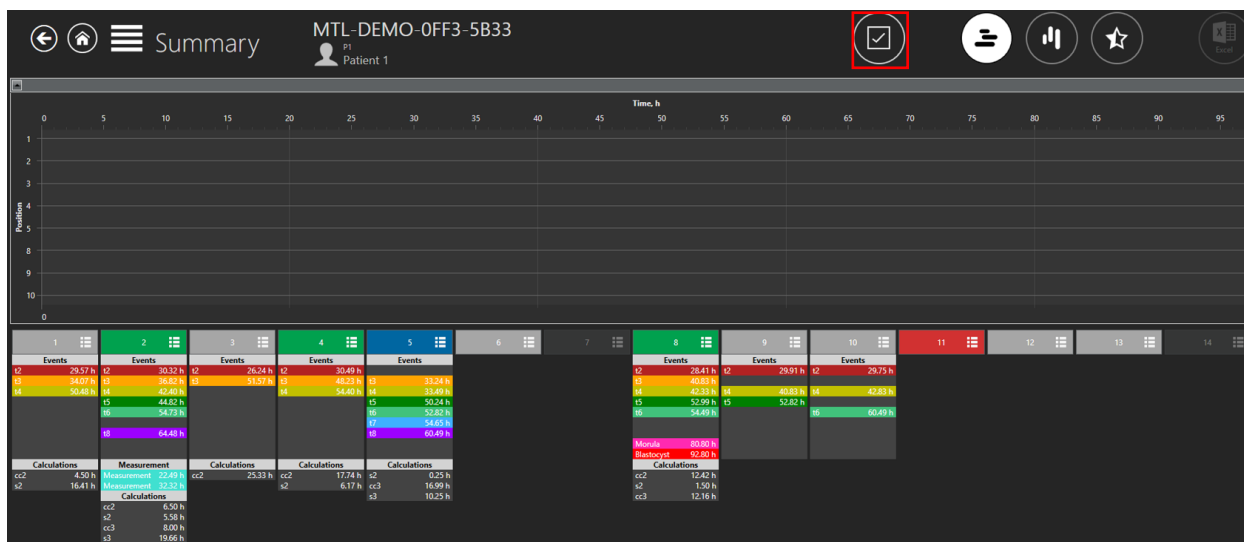 Summary
MTL-DEMO-0FF3-5B33
P1
Patient 1
Excel
Time, h
0 5 10 15 20 25 30 35 40 45 50 55 60 65 70 75 80 85 90 95
Position
1
2
3
4
5
8
9
10
0
1 2 3 4 5 6 7 8 9 10 11 12 13 14
Events Events Events Events Events Events Events Events
t2 29.57 h t2 30.32 h t2 26.24 h t2 30.49 h t2 28.41 h t2 29.91 h t2 29.75 h
t3 34.07 h t3 36.82 h t3 51.57 h t3 48.23 h t3 33.24 h t3 40.83 h
t4 50.48 h t4 42.40 h t4 54.40 h t4 33.49 h t4 42.33 h t4 40.83 h t4 42.83 h
t5 44.82 h t5 50.24 h t5 52.99 h t5 52.82 h
t6 54.73 h t6 52.82 h t6 54.49 h t6 60.49 h
t7 54.65 h
t8 64.48 h t8 60.49 h
Morula 80.80 h
Blastocyst 92.80 h
Calculations Measurement Calculations Calculations Calculations Calculations
cc2 4.50 h Measurement 22.49 h cc2 25.33 h cc2 17.74 h s2 0.25 h cc2 12.42 h
s2 16.41 h Measurement 32.32 h s2 6.17 h cc3 16.99 h s2 1.50 h
Calculations s3 10.25 h cc3 12.16 h
cc2 6.50 h
s2 5.58 h
cc3 8.00 h
s3 19.66 h